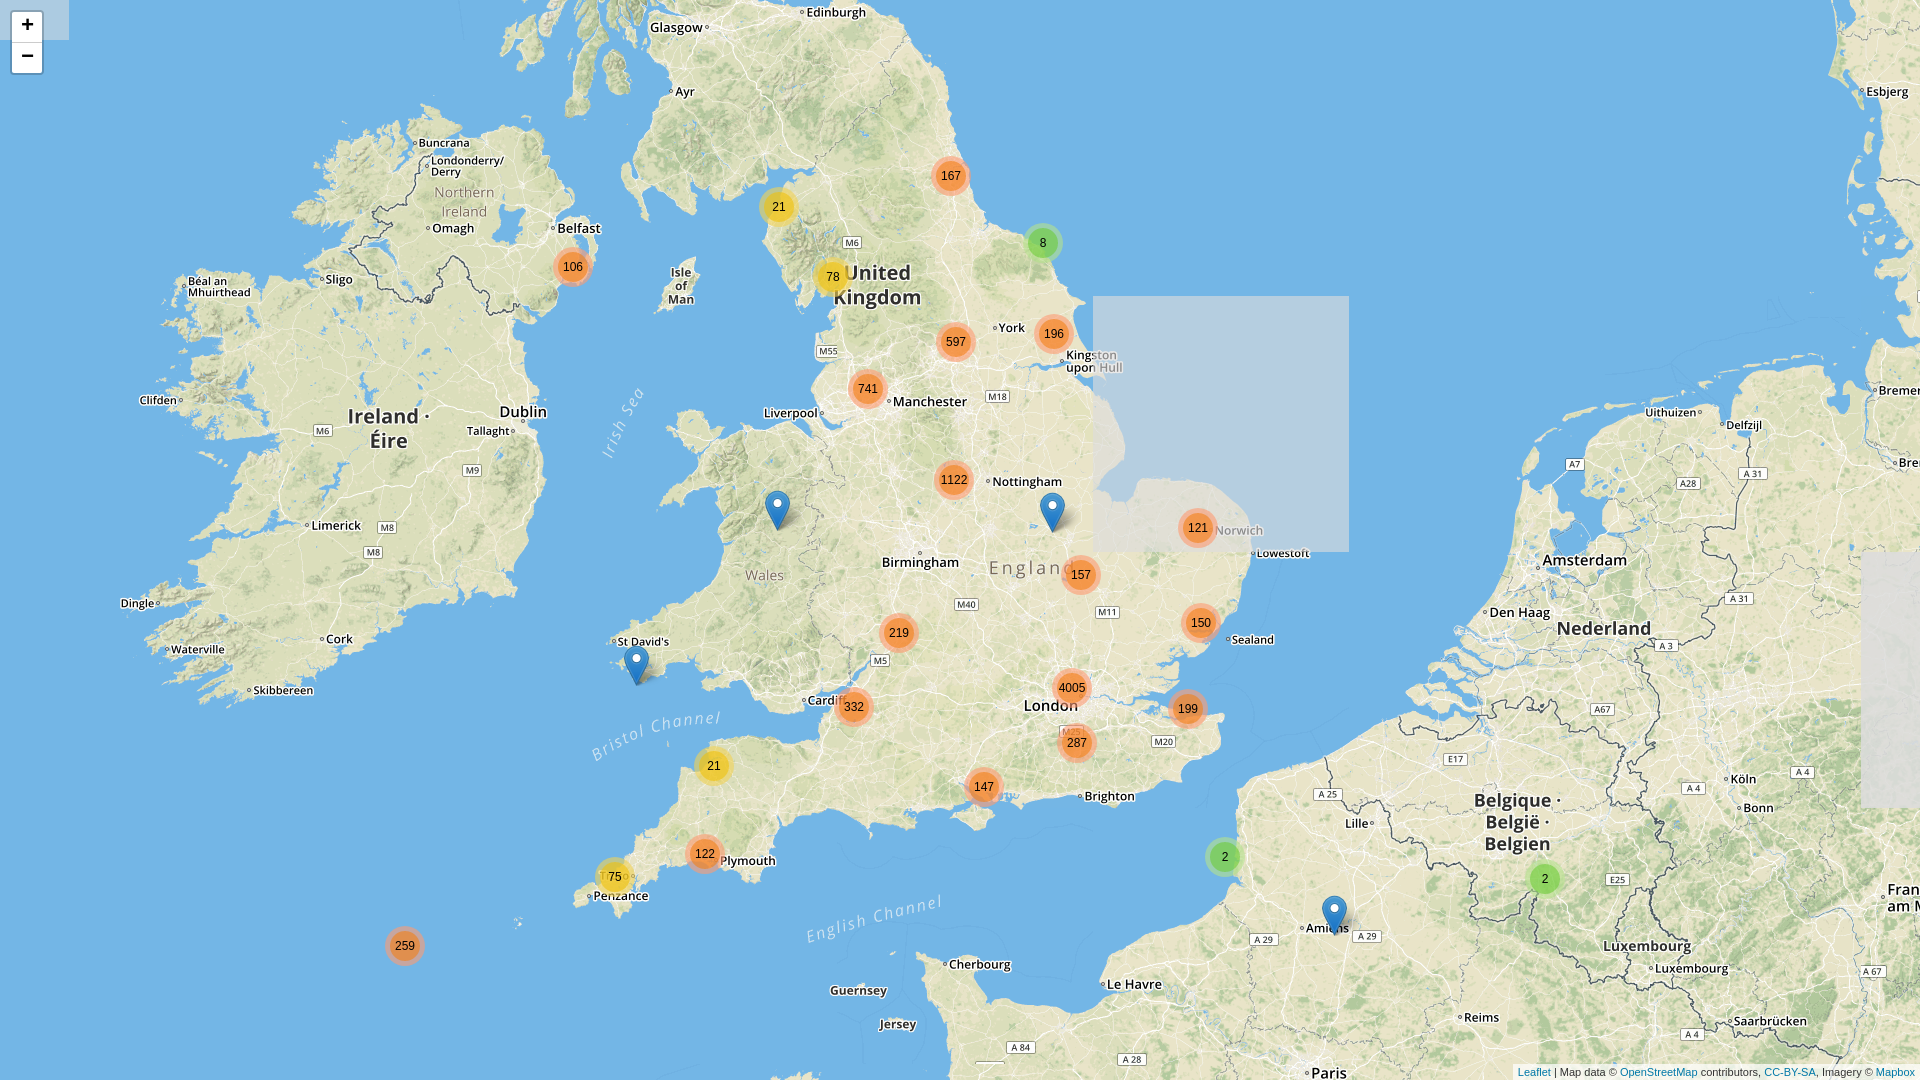 +
−
Edinburgh
Glasgow
Ayr
Esbjerg
Buncrana
Londonderry/
Derry
167
Northern
Ireland
21
Omagh
Belfast
M6
8
106
Isle
of
Man
78
United
Kingdom
Sligo
Béal an
Mhuirthead
York
196
597
M55
Kingston
upon Hull
741
Manchester
M18
Clifden
Liverpool
Dublin
Tallaght
Ireland ·
Éire
M6
M9
Irish Sea
Uithuizen
Delfzijl
Bremer
A7
A 31
A28
Bre
1122
Nottingham
Limerick
M8
M8
121
Norwich
Lowestoft
Birmingham
England
157
Wales
Amsterdam
Dingle
M40
M11
Den Haag
A 31
Nederland
150
219
Sealand
Cork
St David's
Waterville
M5
A 3
Skibbereen
4005
London
Cardiff
332
199
A67
Bristol Channel
M25
287
M20
E17
21
147
Brighton
A 25
Köln
A 4
A 4
Bonn
Belgique ·
België ·
Belgien
Lille
122
Plymouth
2
75
Penzance
2
E25
Fran
am M
English Channel
Amiens
A 29
A 29
259
Luxembourg
Luxembourg
A 67
Cherbourg
Le Havre
Guernsey
Jersey
Reims
Saarbrücken
A 4
A 84
A 28
Paris
Leaflet | Map data © OpenStreetMap contributors, CC-BY-SA, Imagery © Mapbox